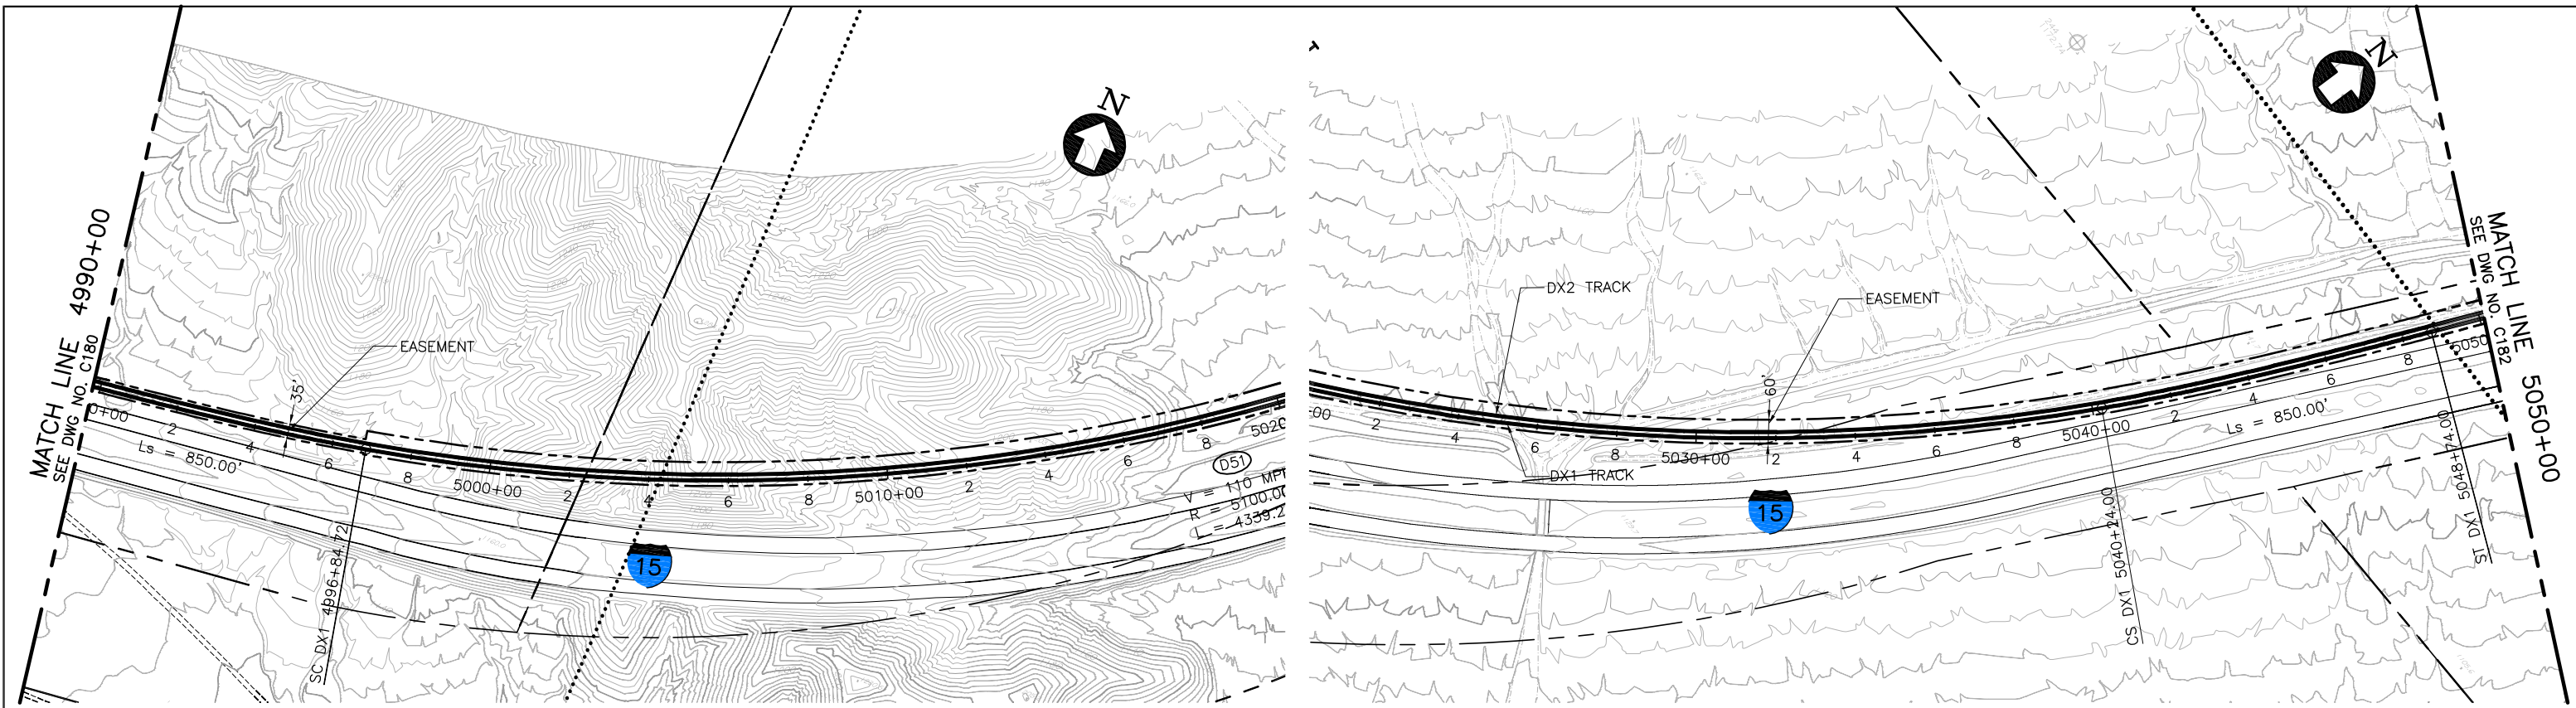 MATCH LINE 4990+00
SEE DWG NO. C180
EASEMENT
35'
0+00
2
4
6
8
5000+00
2
4
6
8
5010+00
2
4
6
8
5020
Ls = 850.00'
SC DX1 4996+84.72
15
D51
V = 110 MPH
R = 5100.00
L = 4339.2
N
DX2 TRACK
DX1 TRACK
EASEMENT
60'
00
2
4
6
8
5030+00
2
4
6
8
5040+00
2
4
6
8
5050
Ls = 850.00'
15
CS DX1 5040+24.00
ST DX1 5048+74.00
N
MATCH LINE 5050+00
SEE DWG NO. C182